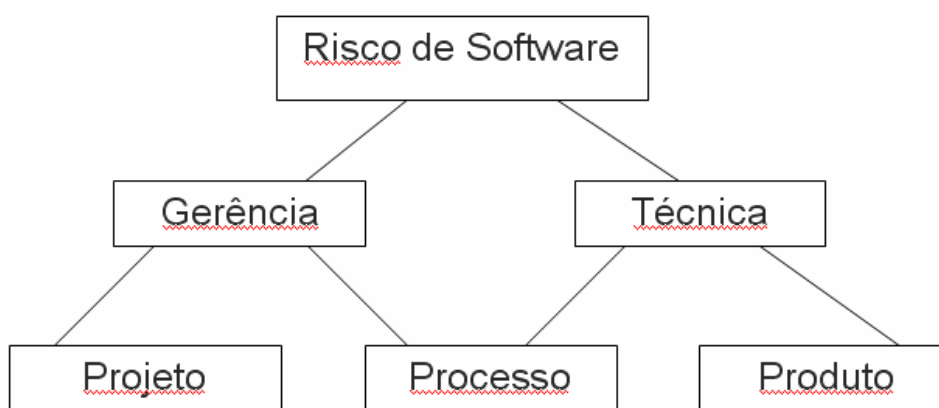 Risco de Software
Gerência
Técnica
Projeto
Processo
Produto